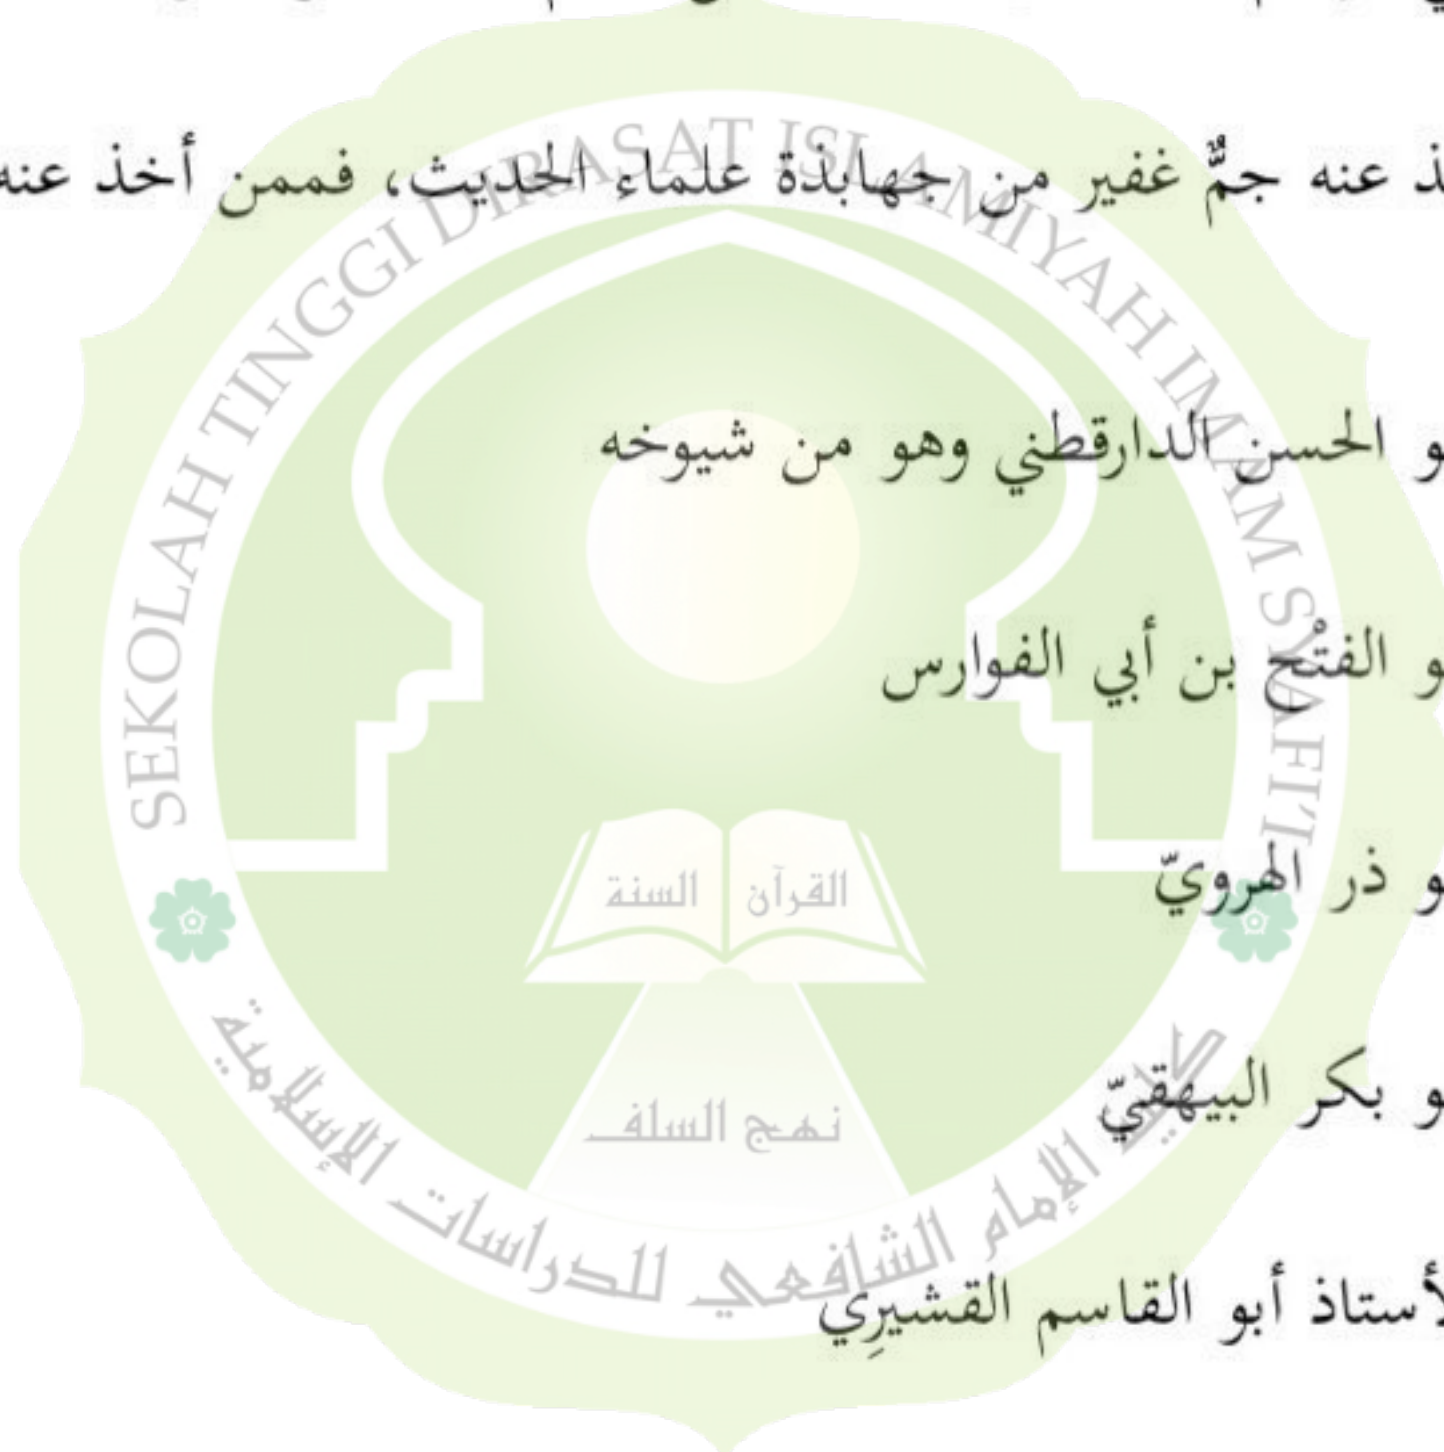 ذ عنه جمٌّ غفير من جهابذة علماء الحديث، فممن أخذ عنه
و الحسن الدارقطني وهو من شيوخه
و الفتْح بن أبي الفوارس
و ذر الهرويّ
و بكر البيهقيّ
لأستاذ أبو القاسم القشيرِي
SEKOLAH TINGGI DIRASAT ISLAMIYAH IMAM SYAFI'I
القرآن
السنة
نهج السلف
كلية الإمام الشافعي للدراسات الإسلامية